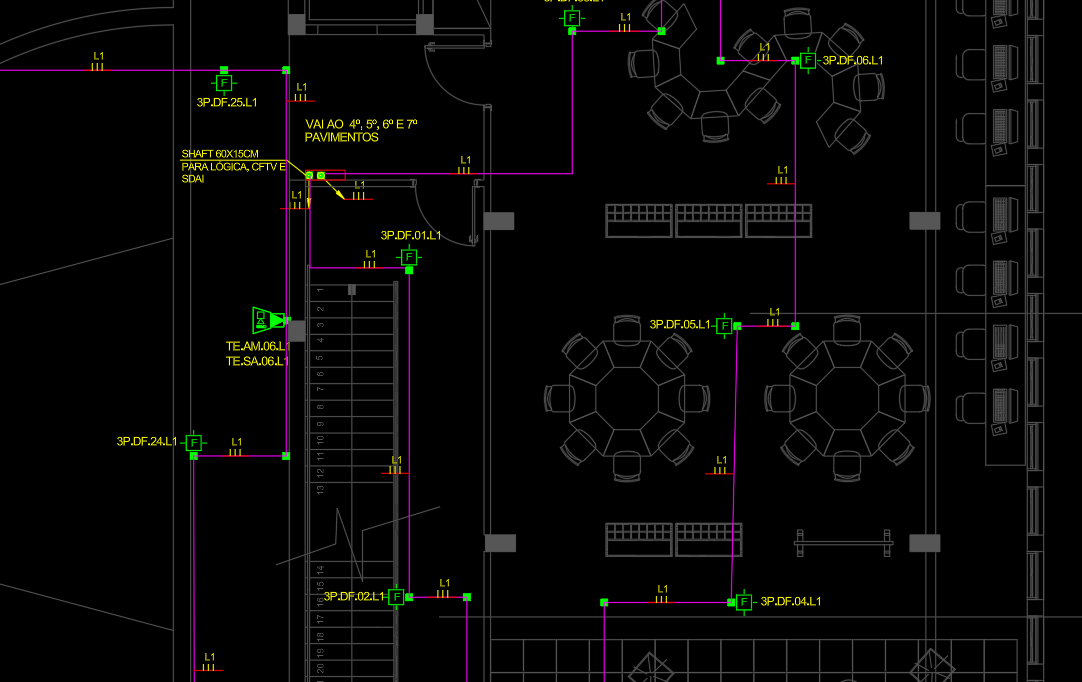 L1
L1
L1
3P.DF.06.L1
3P.DF.25.L1
L1
VAI AO 4º, 5º, 6º E 7º
PAVIMENTOS
SHAFT 60X15CM
PARA LÓGICA, CFTV E
SDAI
L1
L1
L1
L1
3P.DF.01.L1
L1
1
2
3
4
5
6
7
8
9
10
11
12
13
14
15
16
17
18
19
20
L1
3P.DF.05.L1
TE.AM.06.L1
TE.SA.06.L1
3P.DF.24.L1
L1
L1
L1
3P.DF.02.L1
L1
L1
3P.DF.04.L1
L1
F
F
F
F
F
F
F
F